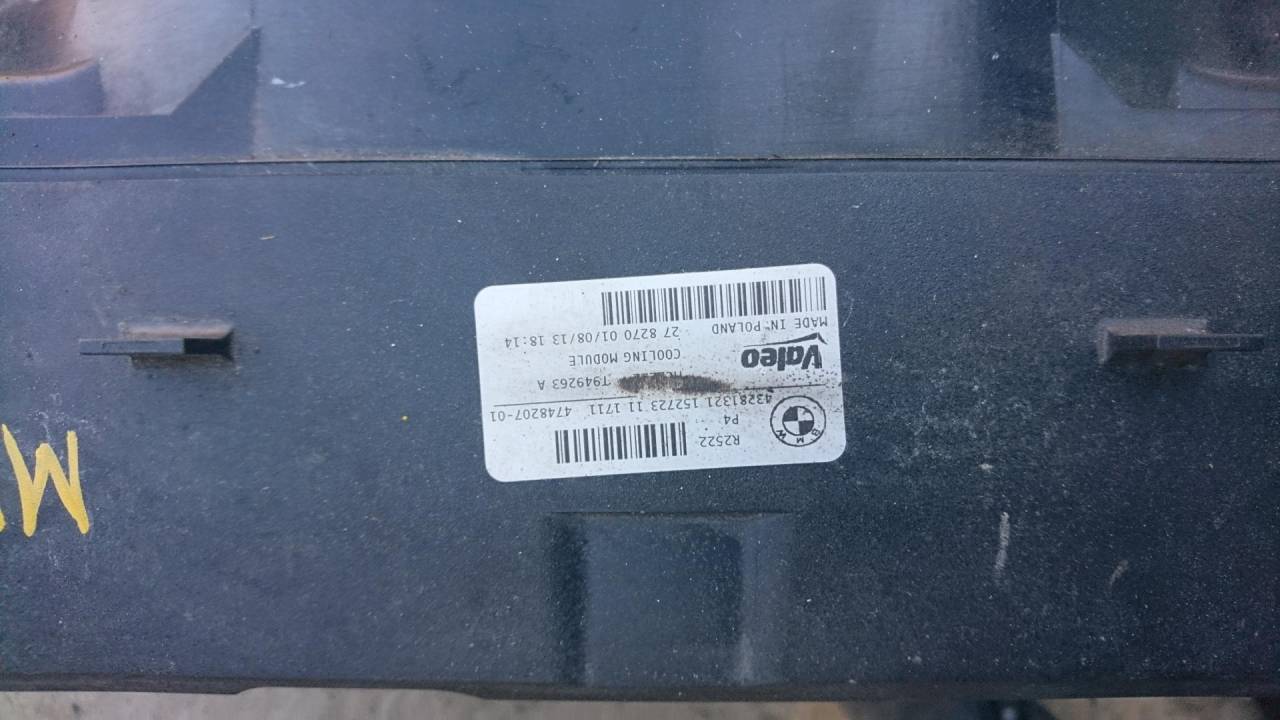 R2522
P4
BMW
43281321 152723 11 1711 4748207-01
T949263 A
Valeo
COOLING MODULE
MADE IN POLAND 27 8270 01/08/13 18:14